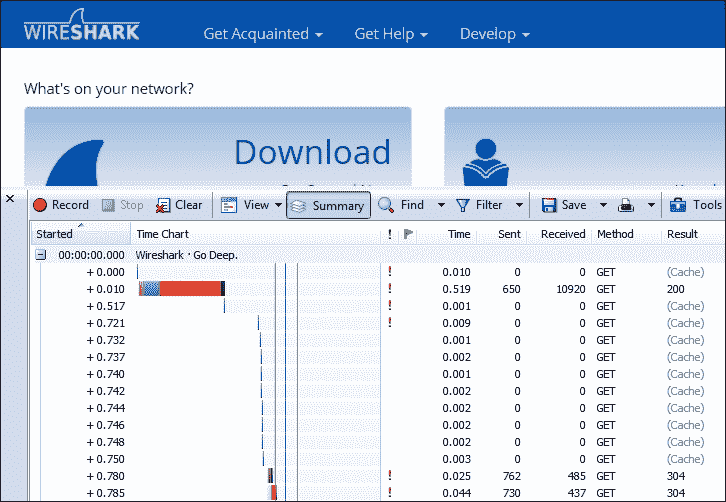 WIRESHARK Get Acquainted Get Help Develop
What's on your network?
Download
Record Stop Clear View Summary Find Filter Save Tools
Started Time Chart ! Time Sent Received Method Result
00:00:00.000 Wireshark · Go Deep.
+ 0.000 ! 0.010 0 0 GET (Cache)
+ 0.010 ! 0.519 650 10920 GET 200
+ 0.517 ! 0.001 0 0 GET (Cache)
+ 0.721 ! 0.009 0 0 GET (Cache)
+ 0.732 0.001 0 0 GET (Cache)
+ 0.737 0.002 0 0 GET (Cache)
+ 0.740 0.001 0 0 GET (Cache)
+ 0.742 0.002 0 0 GET (Cache)
+ 0.744 0.002 0 0 GET (Cache)
+ 0.746 0.002 0 0 GET (Cache)
+ 0.748 0.002 0 0 GET (Cache)
+ 0.750 0.003 0 0 GET (Cache)
+ 0.780 ! 0.025 762 485 GET 304
+ 0.785 ! 0.044 730 437 GET 304